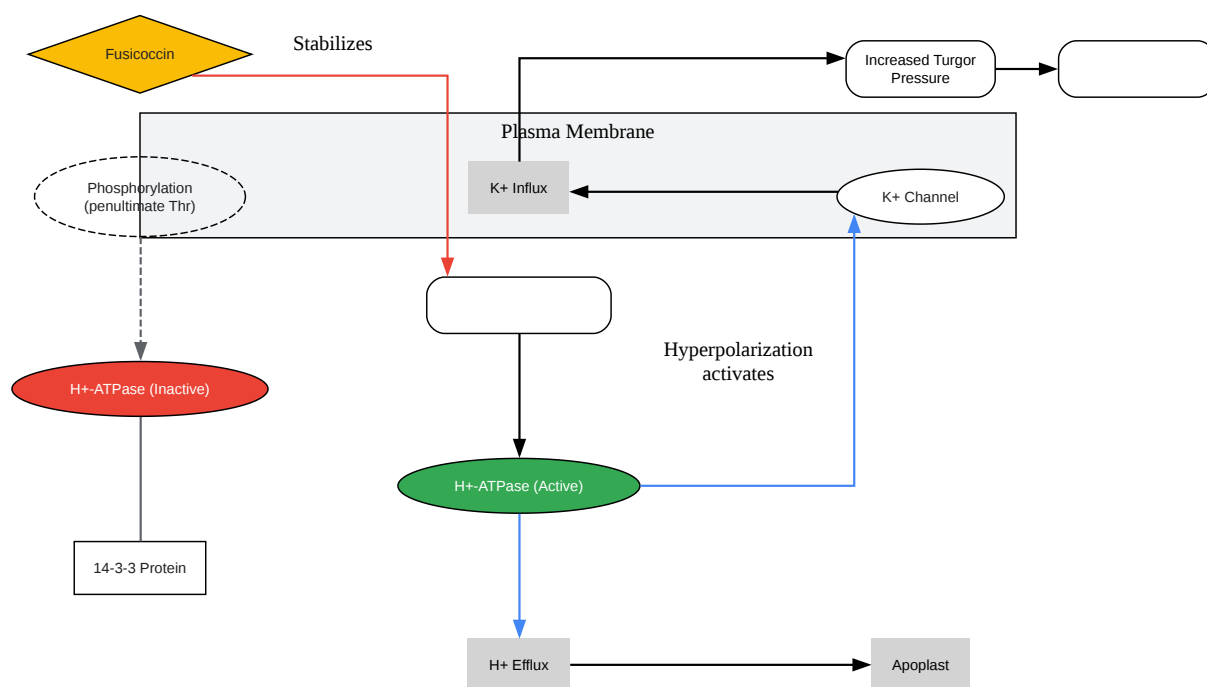 Fusicoccin
Stabilizes
Increased Turgor
Pressure
Plasma Membrane
Phosphorylation
(penultimate Thr)
K+ Influx
K+ Channel
Hyperpolarization
activates
H+-ATPase (Inactive)
H+-ATPase (Active)
14-3-3 Protein
H+ Efflux
Apoplast